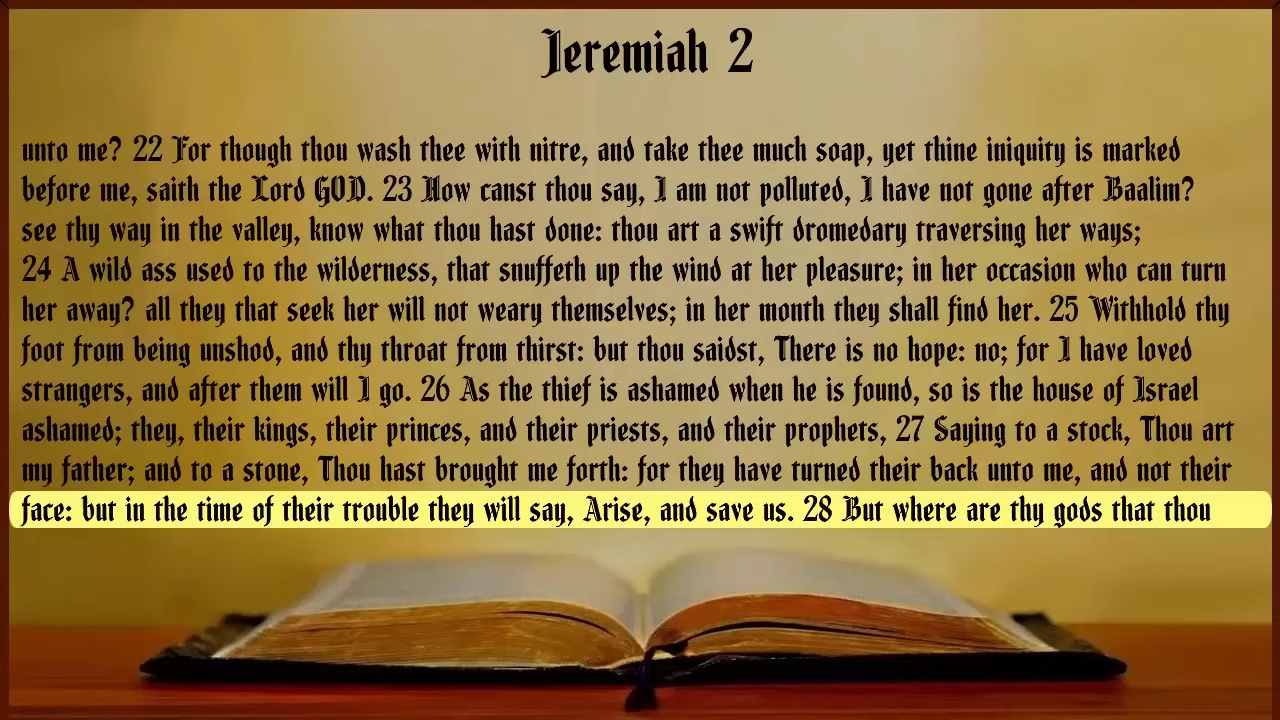 Jeremiah 2
unto me? 22 For though thou wash thee with nitre, and take thee much soap, yet thine iniquity is marked
before me, saith the Lord GOD. 23 How canst thou say, I am not polluted, I have not gone after Baalim?
see thy way in the valley, know what thou hast done: thou art a swift dromedary traversing her ways;
24 A wild ass used to the wilderness, that snuffeth up the wind at her pleasure; in her occasion who can turn
her away? all they that seek her will not weary themselves; in her month they shall find her. 25 Withhold thy
foot from being unshod, and thy throat from thirst: but thou saidst, There is no hope: no; for I have loved
strangers, and after them will I go. 26 As the thief is ashamed when he is found, so is the house of Israel
ashamed; they, their kings, their princes, and their priests, and their prophets, 27 Saying to a stock, Thou art
my father; and to a stone, Thou hast brought me forth: for they have turned their back unto me, and not their
face: but in the time of their trouble they will say, Arise, and save us. 28 But where are thy gods that thou